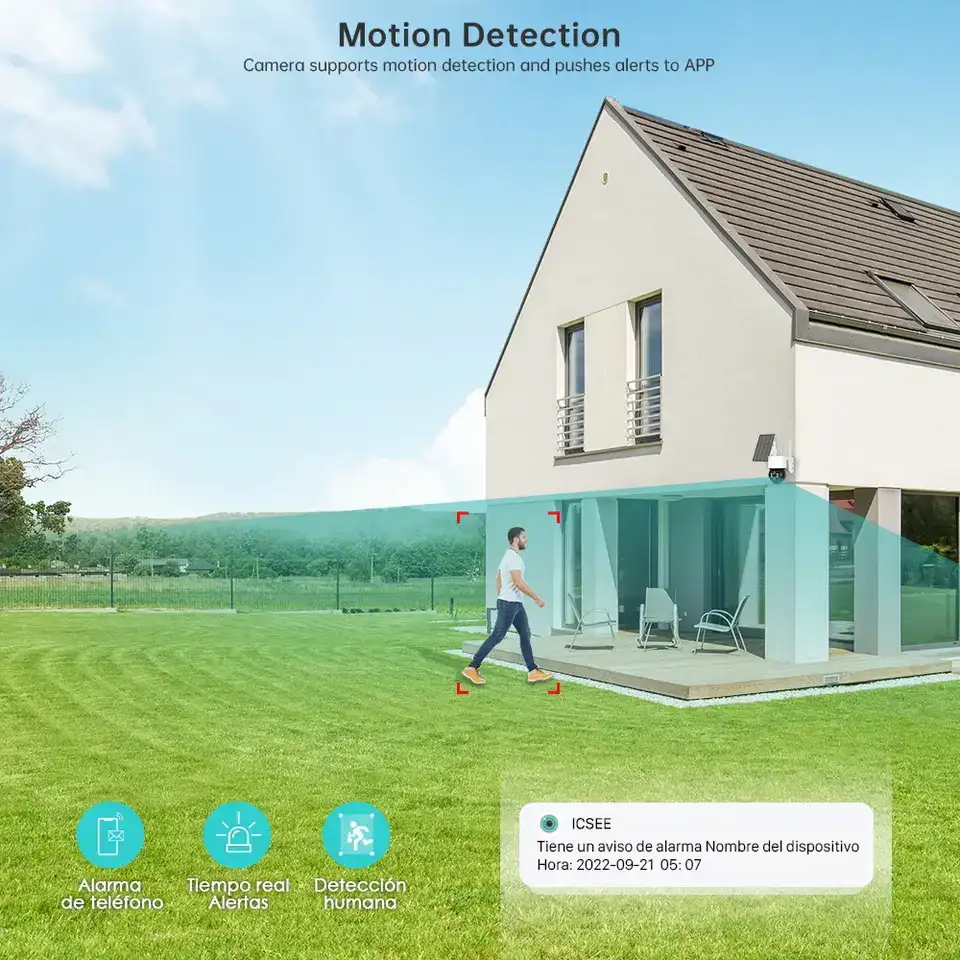 Motion Detection
Camera supports motion detection and pushes alerts to APP
Alarma
de teléfono
Tiempo real
Alertas
Detección
humana
ICSEE
Tiene un aviso de alarma Nombre del dispositivo
Hora: 2022-09-21 05: 07